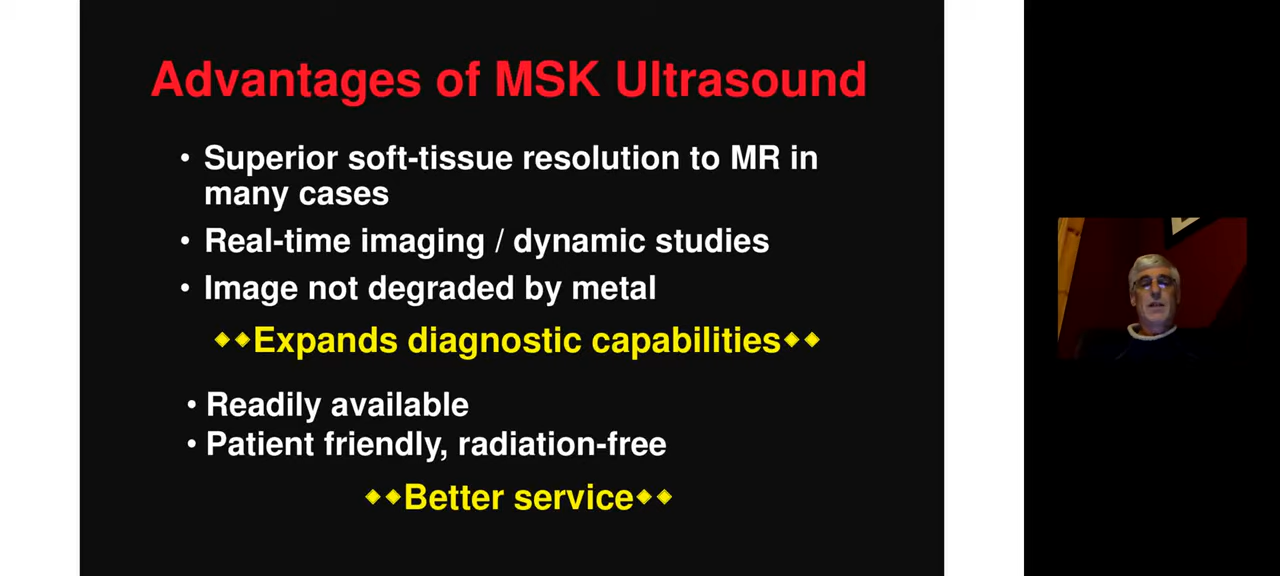 Advantages of MSK Ultrasound
• Superior soft-tissue resolution to MR in
many cases
• Real-time imaging / dynamic studies
• Image not degraded by metal
◆◆Expands diagnostic capabilities◆◆
• Readily available
• Patient friendly, radiation-free
◆◆Better service◆◆